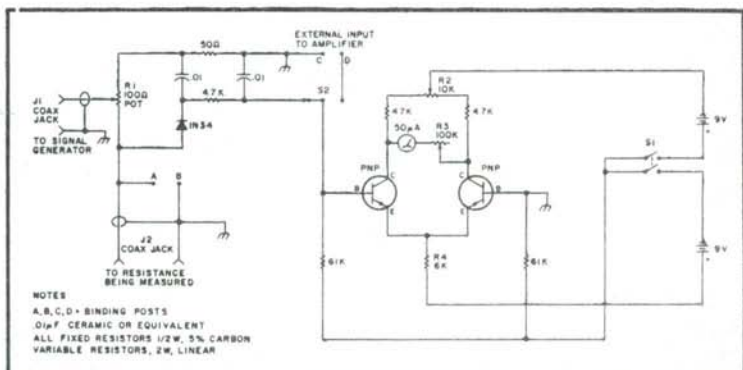 50Ω
EXTERNAL INPUT
TO AMPLIFIER
C
D
.01
.01
R1
100Ω
POT
J1
COAX
JACK
4.7K
S2
TO SIGNAL
GENERATOR
1N34
A
B
J2
COAX JACK
TO RESISTANCE
BEING MEASURED
R2
10K
4.7K
4.7K
50μA
R3
100K
PNP
PNP
C
C
B
B
E
E
61K
R4
6K
61K
9V
S1
9V
NOTES
A,B,C,D = BINDING POSTS
.01μF CERAMIC OR EQUIVALENT
ALL FIXED RESISTORS 1/2W, 5% CARBON
VARIABLE RESISTORS, 2W, LINEAR